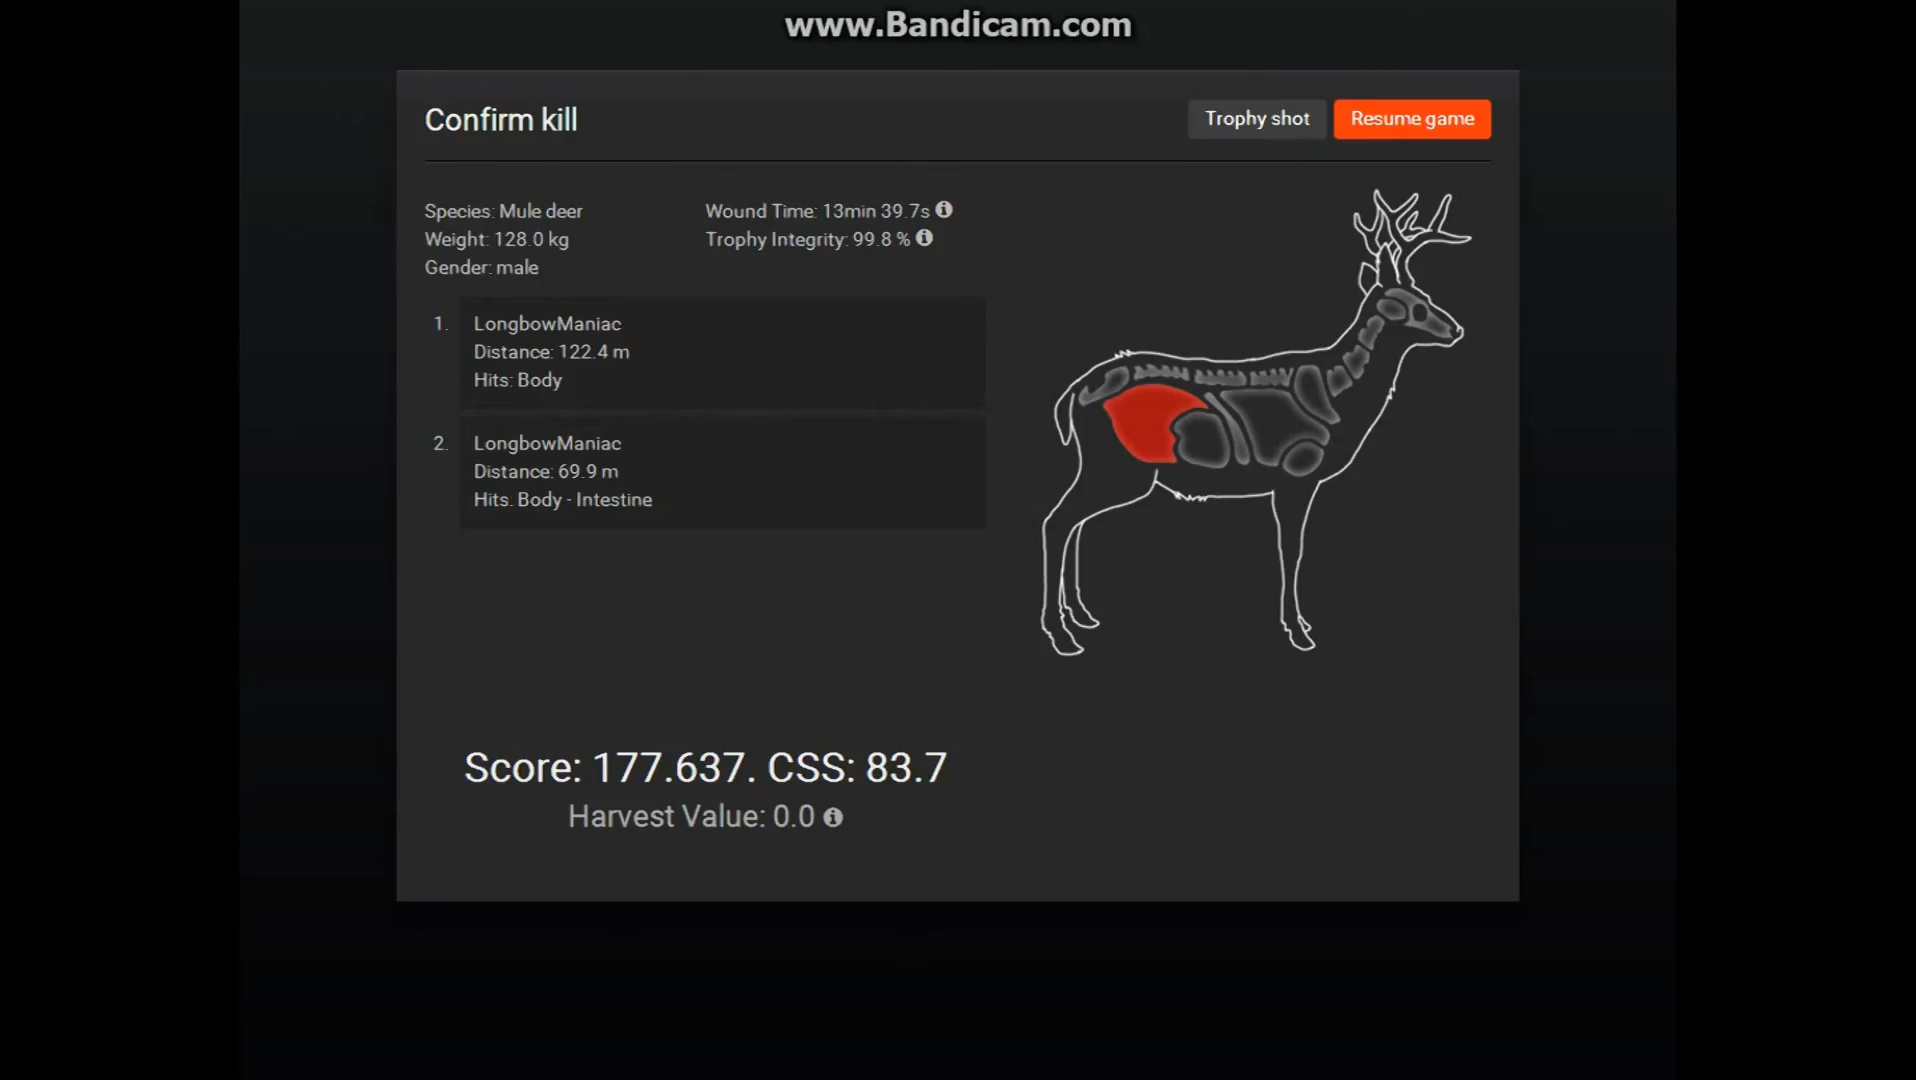 www.Bandicam.com
Confirm kill
Trophy shot
Resume game
Species: Mule deer
Weight: 128.0 kg
Gender: male
Wound Time: 13min 39.7s
Trophy Integrity: 99.8 %
1.
LongbowManiac
Distance: 122.4 m
Hits: Body
2.
LongbowManiac
Distance: 69.9 m
Hits. Body - Intestine
Score: 177.637. CSS: 83.7
Harvest Value: 0.0